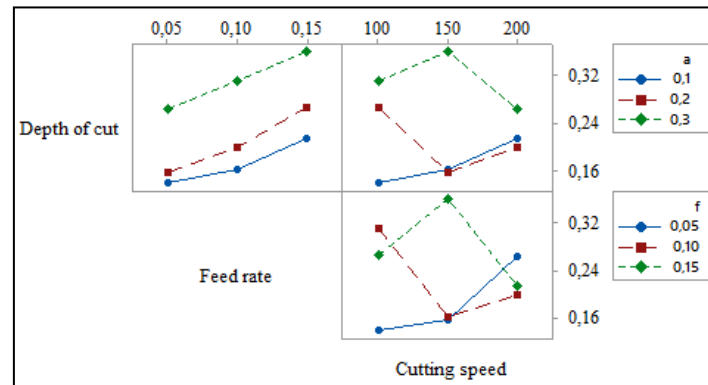 0,05 0,10 0,15 100 150 200
Depth of cut
0,32
0,24
0,16
a
0,1
0,2
0,3
Feed rate
0,32
0,24
0,16
f
0,05
0,10
0,15
Cutting speed